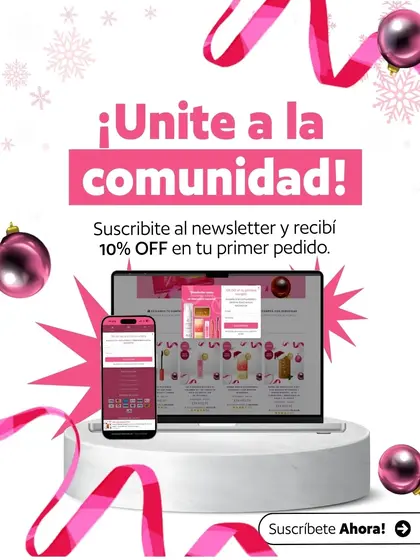 ¡Unite a la
comunidad!
Suscribite al newsletter y recibí
10% OFF en tu primer pedido.
Suscríbete Ahora!